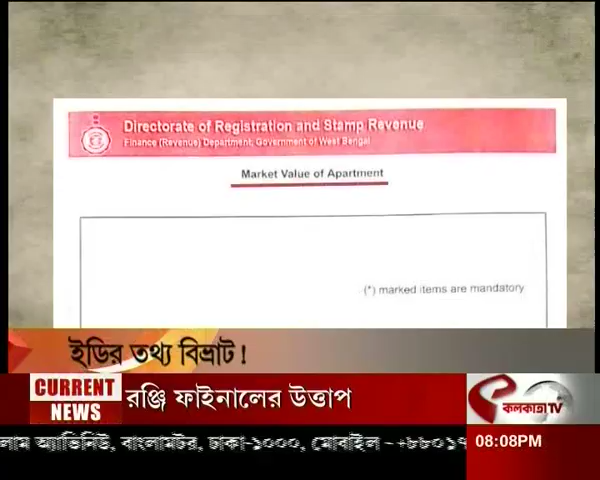 Directorate of Registration and Stamp Revenue
Finance (Revenue) Department, Government of West Bengal
Market Value of Apartment
(*) marked items are mandatory
ইডির তথ্য বিভ্রাট!
CURRENT NEWS
রঞ্জি ফাইনালের উত্তাপ
কলকাতা TV
লাম অ্যাভিনিউ, বাংলামটর, ঢাকা-১০০০, মোবাইল - +৮৮০১৭
08:08PM